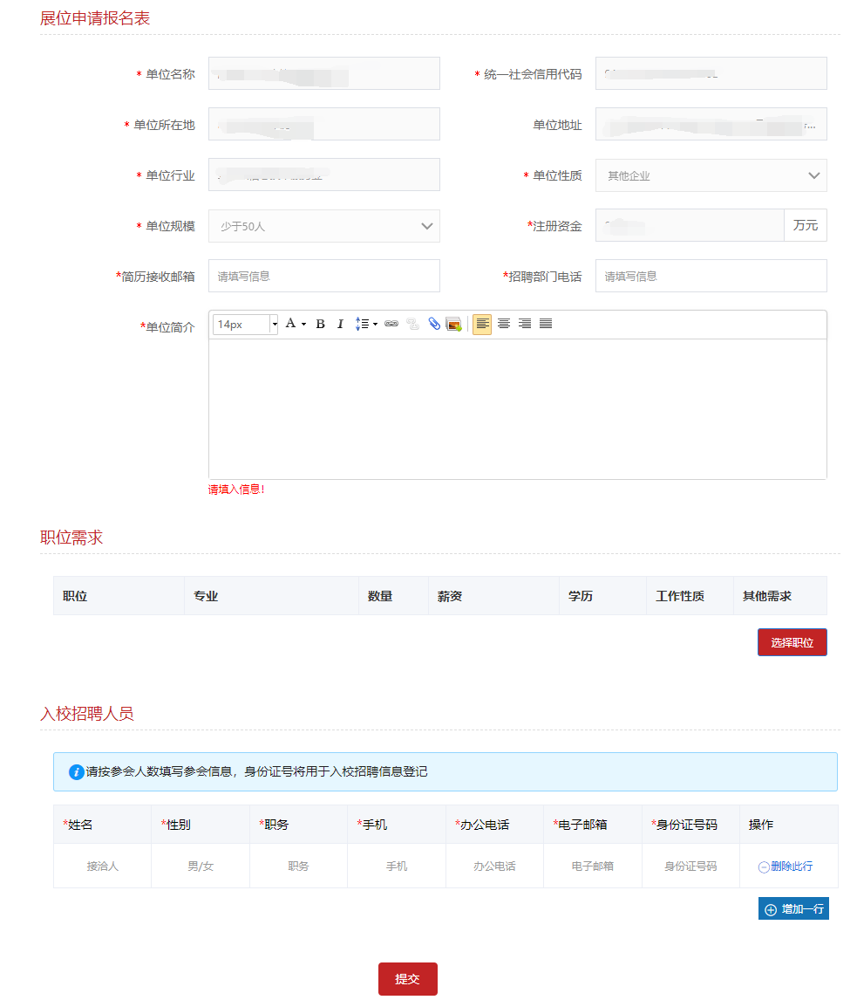 展位申请报名表
* 单位名称
* 统一社会信用代码
* 单位所在地
单位地址
* 单位行业
* 单位性质 其他企业
* 单位规模 少于50人
*注册资金 万元
*简历接收邮箱 请填写信息
*招聘部门电话 请填写信息
*单位简介
14px A B I
请填入信息!
职位需求
职位 专业 数量 薪资 学历 工作性质 其他需求
选择职位
入校招聘人员
请按参会人数填写参会信息，身份证号将用于入校招聘信息登记
*姓名 *性别 *职务 *手机 *办公电话 *电子邮箱 *身份证号码 操作
接洽人 男/女 职务 手机 办公电话 电子邮箱 身份证号码 删除此行
增加一行
提交